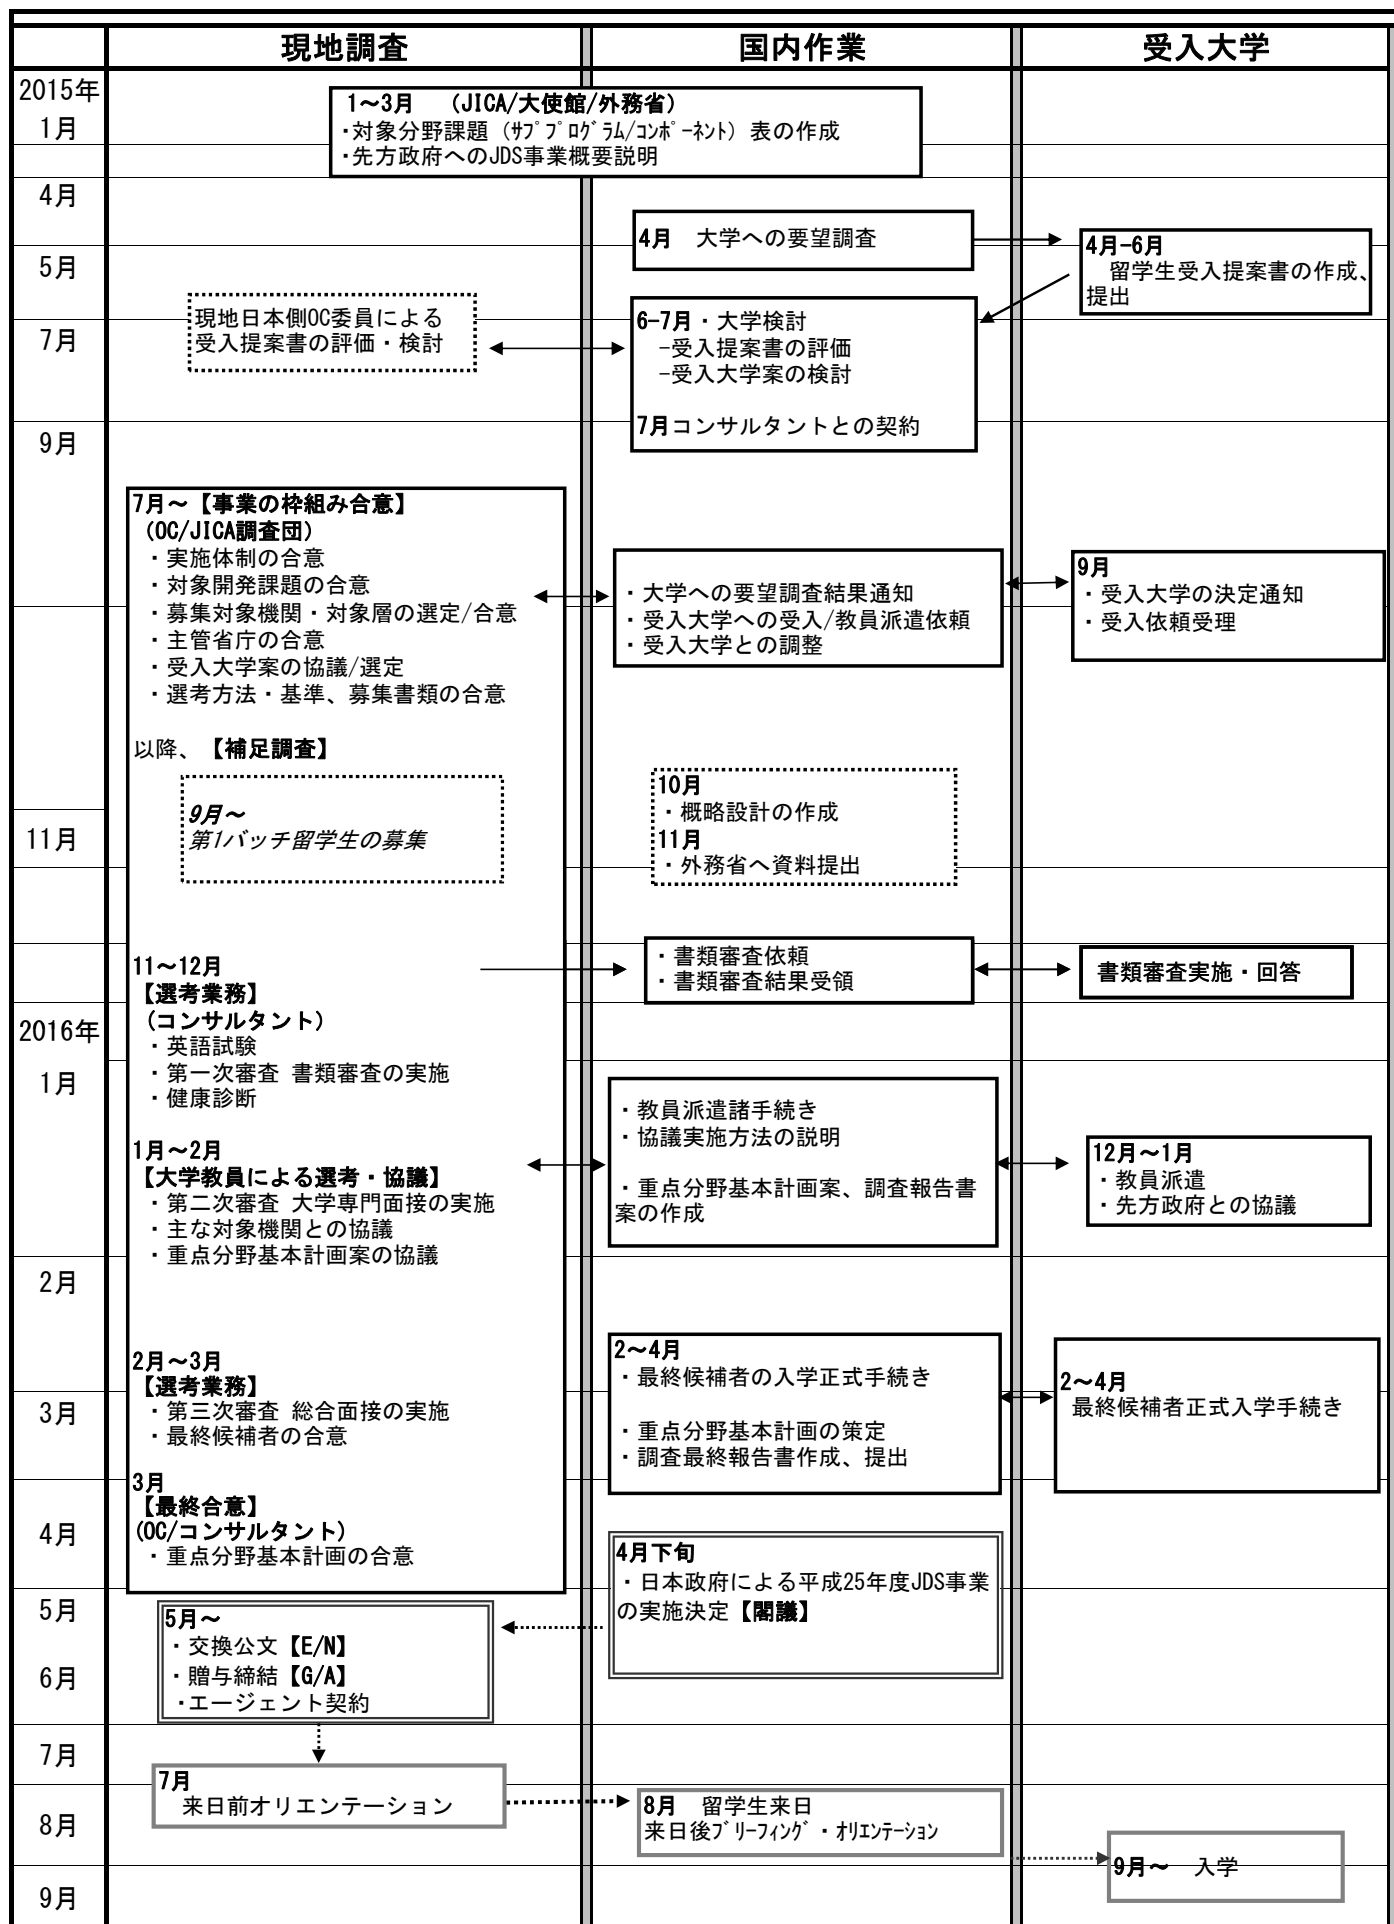 現地調査
国内作業
受入大学
2015年
1月
1～3月　（JICA/大使館/外務省）
・対象分野課題（ｻﾌﾞﾌﾟﾛｸﾞﾗﾑ/ｺﾝﾎﾟｰﾈﾝﾄ）表の作成
・先方政府へのJDS事業概要説明
4月
4月　大学への要望調査
4月-6月
留学生受入提案書の作成、
提出
5月
現地日本側OC委員による
受入提案書の評価・検討
6-7月・大学検討
-受入提案書の評価
-受入大学案の検討
7月コンサルタントとの契約
7月
9月
7月～【事業の枠組み合意】
（OC/JICA調査団）
・実施体制の合意
・対象開発課題の合意
・募集対象機関・対象層の選定/合意
・主管省庁の合意
・受入大学案の協議/選定
・選考方法・基準、募集書類の合意
・大学への要望調査結果通知
・受入大学への受入/教員派遣依頼
・受入大学との調整
9月
・受入大学の決定通知
・受入依頼受理
以降、【補足調査】
9月～
第1バッチ留学生の募集
10月
・概略設計の作成
11月
・外務省へ資料提出
11月
11～12月
【選考業務】
（コンサルタント）
・英語試験
・第一次審査 書類審査の実施
・健康診断
・書類審査依頼
・書類審査結果受領
書類審査実施・回答
2016年
1月
1月～2月
【大学教員による選考・協議】
・第二次審査 大学専門面接の実施
・主な対象機関との協議
・重点分野基本計画案の協議
・教員派遣諸手続き
・協議実施方法の説明
・重点分野基本計画案、調査報告書
案の作成
12月～1月
・教員派遣
・先方政府との協議
2月
2月～3月
【選考業務】
・第三次審査 総合面接の実施
・最終候補者の合意
2～4月
・最終候補者の入学正式手続き
・重点分野基本計画の策定
・調査最終報告書作成、提出
2～4月
最終候補者正式入学手続き
3月
3月
【最終合意】
(OC/コンサルタント）
・重点分野基本計画の合意
4月
4月下旬
・日本政府による平成25年度JDS事業
の実施決定【閣議】
5月
5月～
・交換公文【E/N】
・贈与締結【G/A】
・エージェント契約
6月
7月
7月
来日前オリエンテーション
8月
8月　留学生来日
来日後ﾌﾞﾘｰﾌｨﾝｸﾞ・ｵﾘｴﾝﾃｰｼｮﾝ
9月～　入学
9月